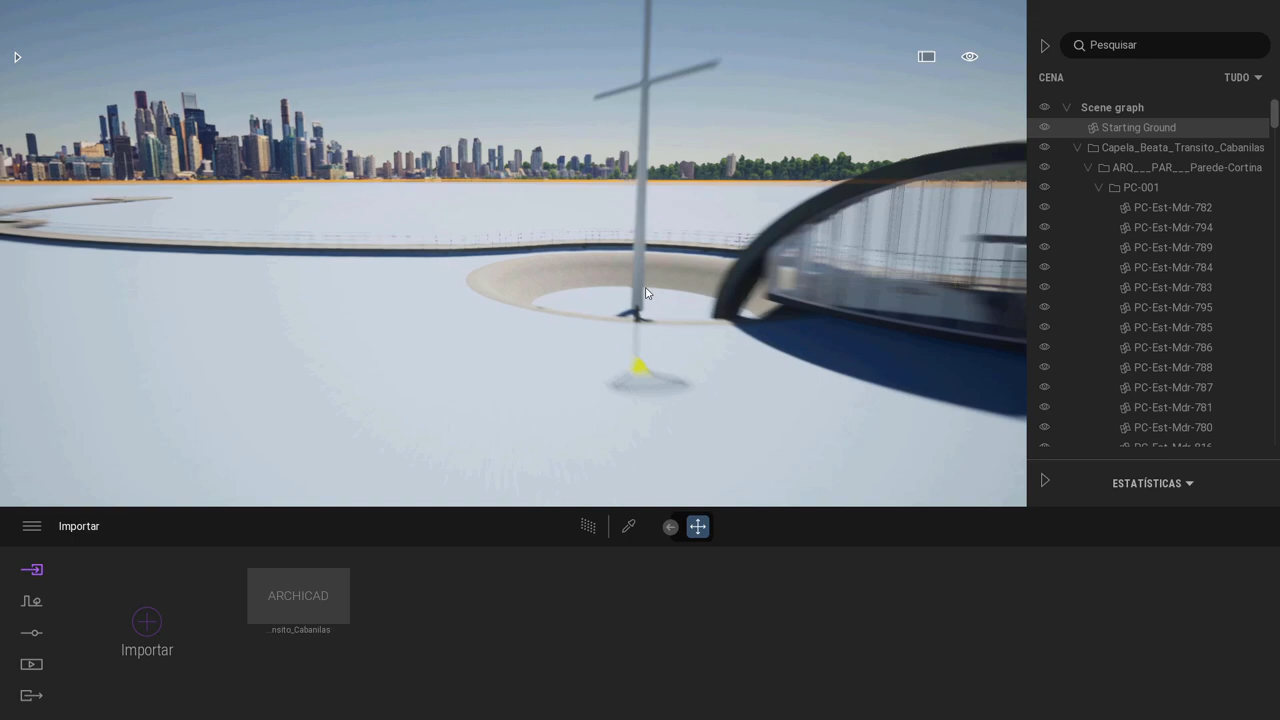 Pesquisar
CENA
TUDO
Scene graph
Starting Ground
Capela_Beata_Transito_Cabanilas
ARQ___PAR___Parede-Cortina
PC-001
PC-Est-Mdr-782
PC-Est-Mdr-794
PC-Est-Mdr-789
PC-Est-Mdr-784
PC-Est-Mdr-783
PC-Est-Mdr-795
PC-Est-Mdr-785
PC-Est-Mdr-786
PC-Est-Mdr-788
PC-Est-Mdr-787
PC-Est-Mdr-781
PC-Est-Mdr-780
ESTATÍSTICAS
Importar
Importar
ARCHICAD
...nsito_Cabanilas